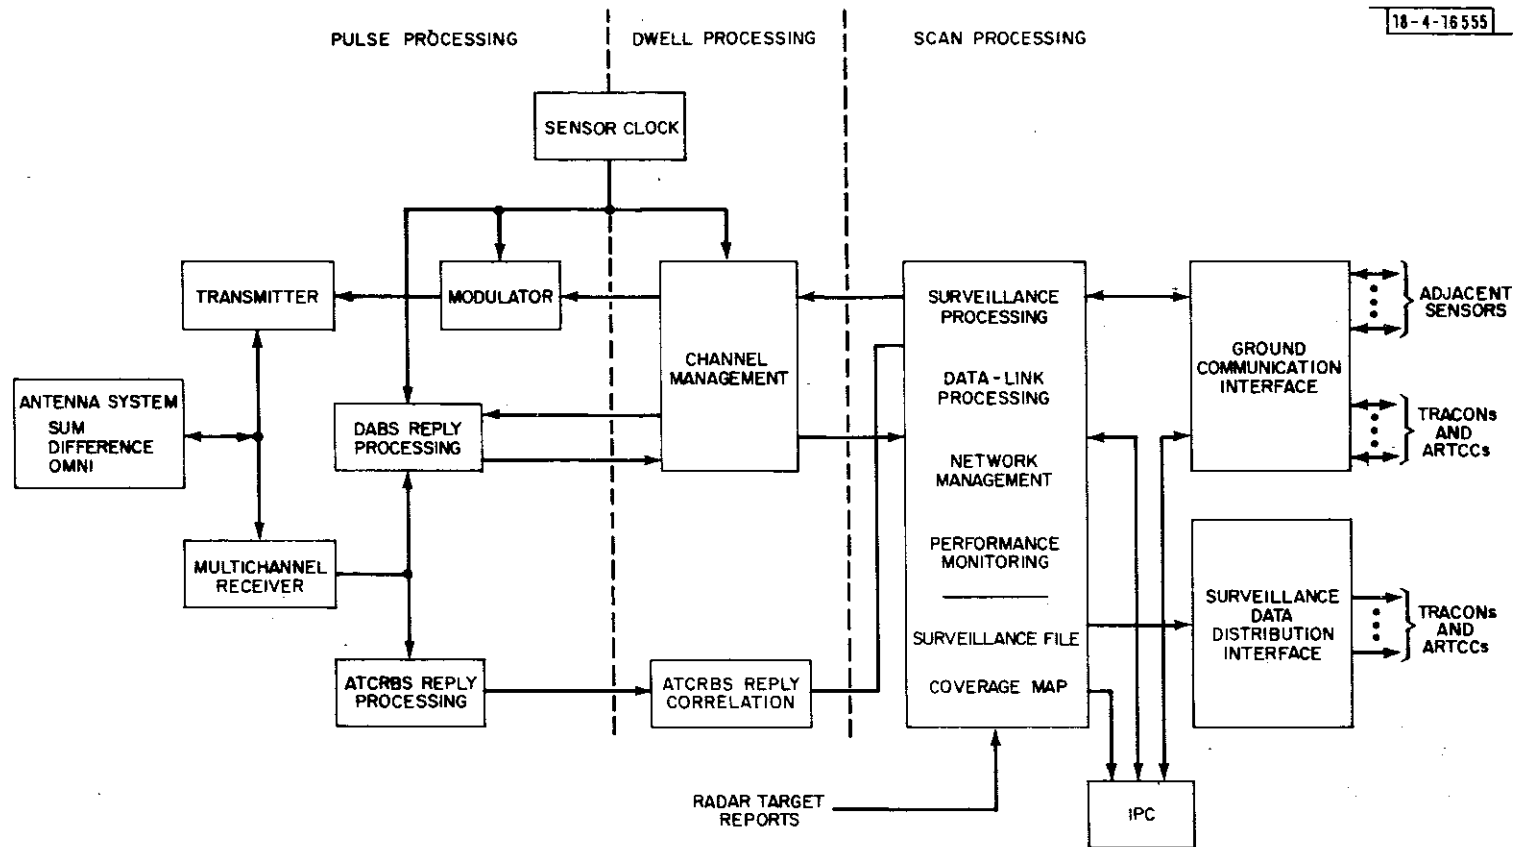 18-4-16555
PULSE PROCESSING
DWELL PROCESSING
SCAN PROCESSING
SENSOR CLOCK
TRANSMITTER
MODULATOR
CHANNEL
MANAGEMENT
SURVEILLANCE
PROCESSING
DATA-LINK
PROCESSING
NETWORK
MANAGEMENT
PERFORMANCE
MONITORING
SURVEILLANCE FILE
COVERAGE MAP
GROUND
COMMUNICATION
INTERFACE
ADJACENT
SENSORS
TRACONs
AND
ARTCCs
ANTENNA SYSTEM
SUM
DIFFERENCE
OMNI
DABS REPLY
PROCESSING
MULTICHANNEL
RECEIVER
SURVEILLANCE
DATA
DISTRIBUTION
INTERFACE
TRACONs
AND
ARTCCs
ATCRBS REPLY
PROCESSING
ATCRBS REPLY
CORRELATION
RADAR TARGET
REPORTS
IPC